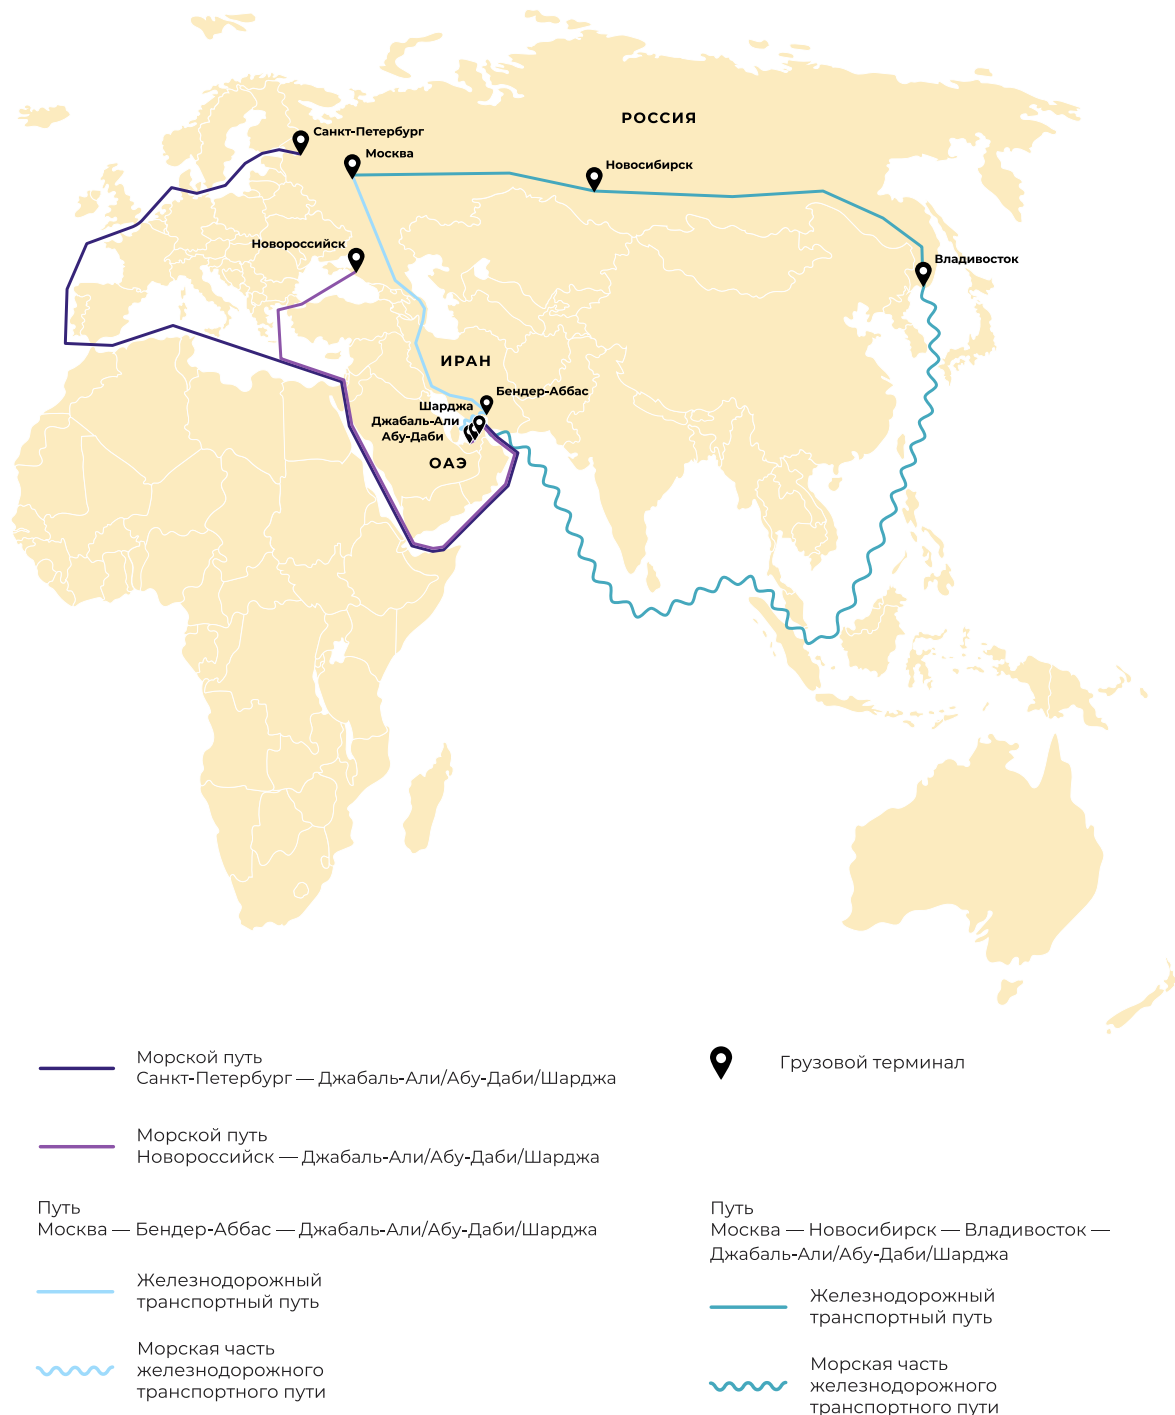 РОССИЯ
Санкт-Петербург
Москва
Новосибирск
Новороссийск
Владивосток
ИРАН
Бендер-Аббас
Шарджа
Джабаль-Али
Абу-Даби
ОАЭ
Морской путь
Санкт-Петербург — Джабаль-Али/Абу-Даби/Шарджа
Грузовой терминал
Морской путь
Новороссийск — Джабаль-Али/Абу-Даби/Шарджа
Путь
Москва — Бендер-Аббас — Джабаль-Али/Абу-Даби/Шарджа
Железнодорожный
транспортный путь
Морская часть
железнодорожного
транспортного пути
Путь
Москва — Новосибирск — Владивосток —
Джабаль-Али/Абу-Даби/Шарджа
Железнодорожный
транспортный путь
Морская часть
железнодорожного
транспортного пути